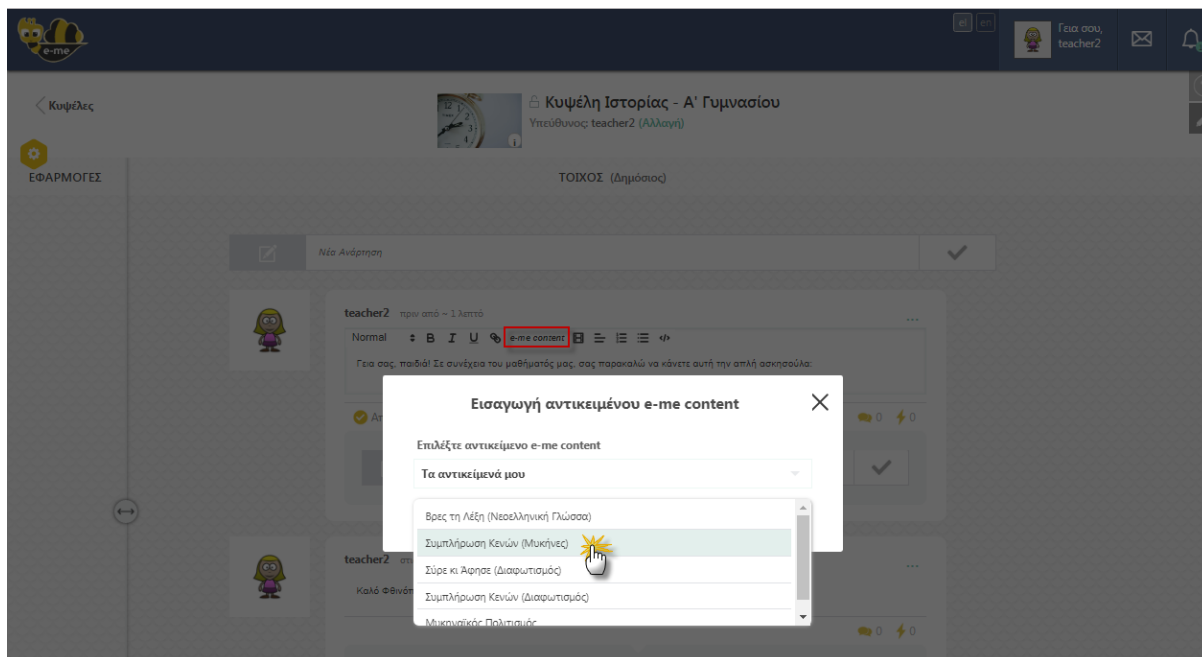 e-me
el en
Γεια σου,
teacher2
Κυψέλες
Κυψέλη Ιστορίας - Α' Γυμνασίου
Υπεύθυνος: teacher2 (Αλλαγή)
ΕΦΑΡΜΟΓΕΣ
ΤΟΙΧΟΣ (Δημόσιος)
Νέα Ανάρτηση
teacher2 πριν από ~ 1 λεπτό
Normal B I U e-me content
Γεια σας, παιδιά! Σε συνέχεια του μαθήματός μας, σας παρακαλώ να κάνετε αυτή την απλή ασκησούλα:
Εισαγωγή αντικειμένου e-me content
0 0
Επιλέξτε αντικείμενο e-me content
Τα αντικείμενά μου
Βρες τη Λέξη (Νεοελληνική Γλώσσα)
Συμπλήρωση Κενών (Μυκήνες)
Σύρε κι Άφησε (Διαφωτισμός)
Συμπλήρωση Κενών (Διαφωτισμός)
Μυκηναϊκός Πολιτισμός
teacher2
Καλό
0 0